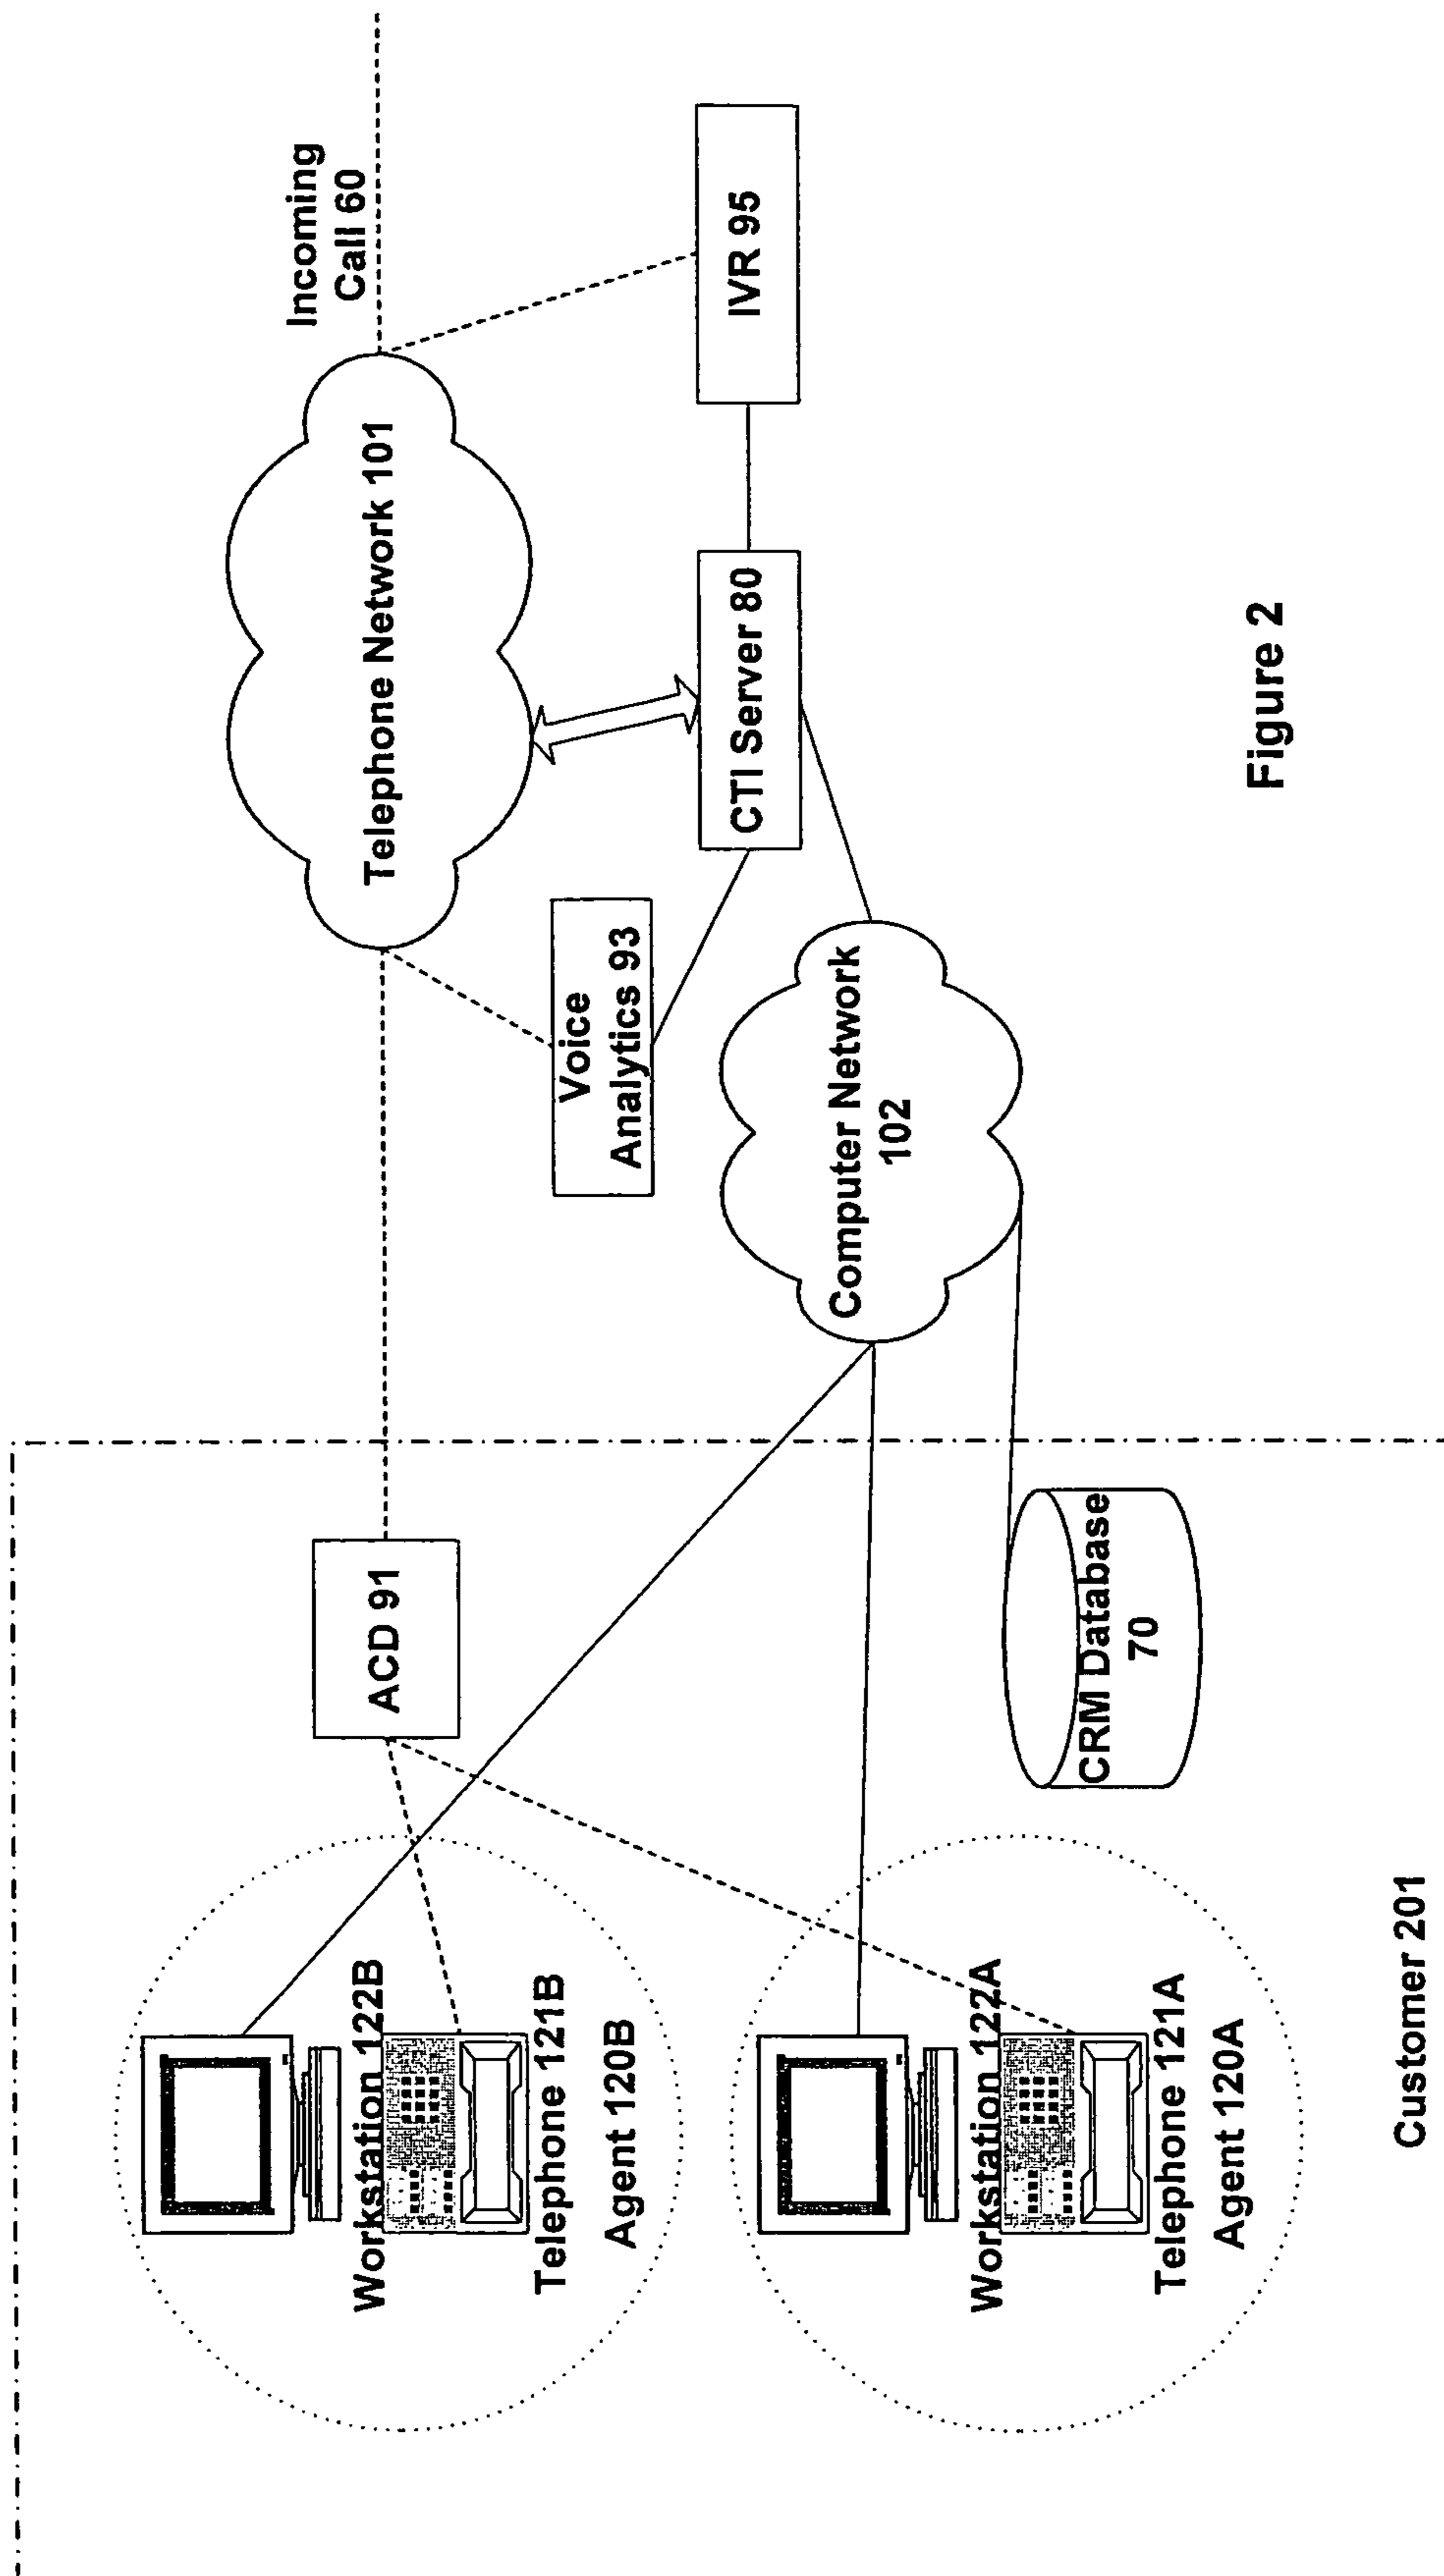 Incoming
Call 60
Telephone Network 101
IVR 95
CTI Server 80
Voice
Analytics 93
Computer Network
102
ACD 91
CRM Database
70
Workstation 122B
Telephone 121B
Agent 120B
Workstation 122A
Telephone 121A
Agent 120A
Customer 201
Figure 2